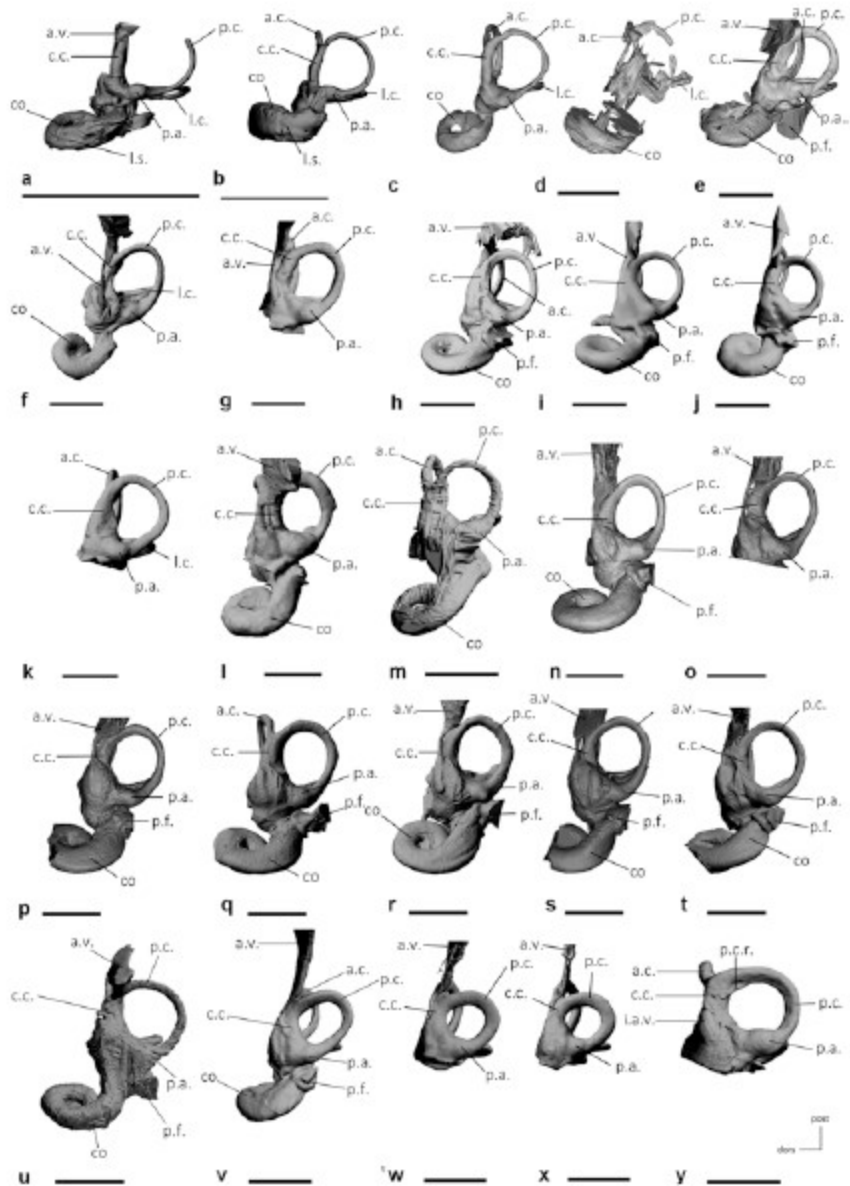 a.v. c.c. co l.s. p.a. l.c. p.c.
a.c. c.c. co l.s. p.a. l.c. p.c.
c.c. a.c. p.c. co l.c. p.a.
a.c. p.c. l.c. co
a.v. a.c. p.c. c.c. p.a. p.f. co
a b c d e
c.c. a.v. p.c. co l.c. p.a.
a.c. c.c. a.v. p.c. p.a.
a.v. c.c. p.c. a.c. p.a. p.f. co
a.v. c.c. p.c. p.a. p.f. co
a.v. p.c. c.c. p.a. p.f. co
f g h i j
a.c. p.c. c.c. l.c. p.a.
a.v. p.c. c.c. co
p.c. a.c. c.c. p.a. co
a.v. p.c. c.c. p.a. co p.f.
a.v. p.c. c.c. p.a.
k l m n o
a.v. p.c. c.c. p.a. p.f. co
a.c. p.c. c.c. p.a. p.f. co
a.v. p.c. c.c. p.a. co p.f.
a.v. p.c. c.c. p.a. p.f. co
a.v. p.c. c.c. p.a. p.f. co
p q r s t
a.v. p.c. c.c. p.a. p.f. co
a.v. a.c. p.c. c.c. p.a. co p.f.
a.v. p.c. c.c. p.a.
a.v. p.c. c.c. p.a.
p.c.r. a.c. c.c. i.a.v. p.c. p.a.
post
dors
u v w x y